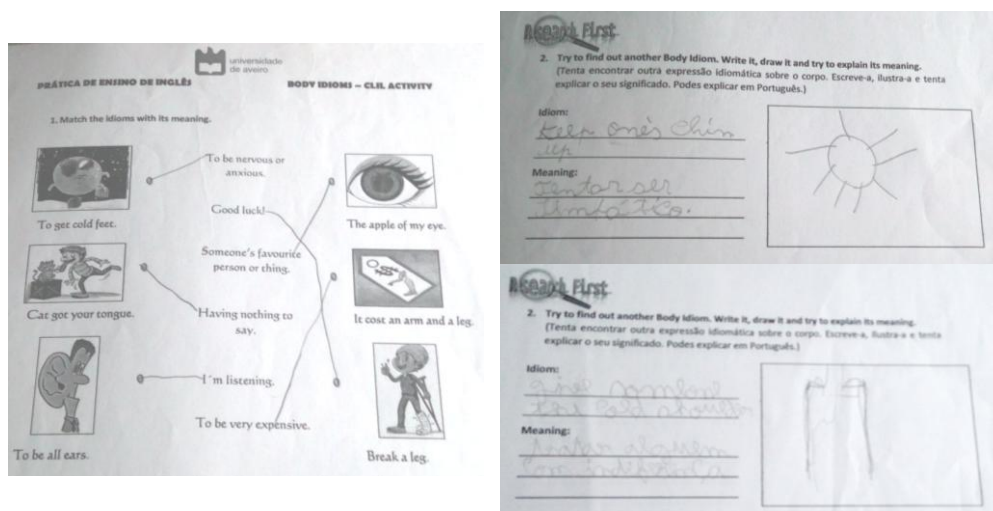 universidade
de aveiro
PRÁTICA DE ENSINO DE INGLÊS
BODY IDIOMS – CLIL ACTIVITY
1. Match the idioms with its meaning.
To be nervous or
anxious.
Good luck!
To get cold feet.
The apple of my eye.
Someone's favourite
person or thing.
Cat got your tongue.
Having nothing to
say.
It cost an arm and a leg.
I´m listening.
To be very expensive.
To be all ears.
Break a leg.
Research First
2. Try to find out another Body Idiom. Write it, draw it and try to explain its meaning.
(Tenta encontrar outra expressão idiomática sobre o corpo. Escreve-a, ilustra-a e tenta
explicar o seu significado. Podes explicar em Português.)
Idiom:
Keep one's chin
up
Meaning:
Tentar ser
simpático.
Research First
2. Try to find out another Body Idiom. Write it, draw it and try to explain its meaning.
(Tenta encontrar outra expressão idiomática sobre o corpo. Escreve-a, ilustra-a e tenta
explicar o seu significado. Podes explicar em Português.)
Idiom:
cold shoulder
Meaning:
tratar alguem
com